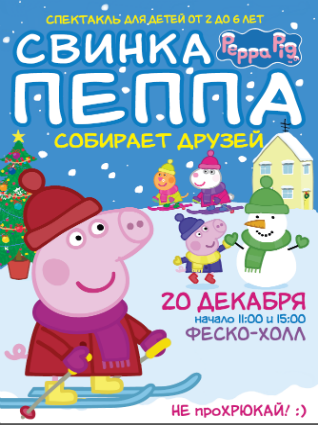 СПЕКТАКЛЬ ДЛЯ ДЕТЕЙ ОТ 2 ДО 6 ЛЕТ
СВИНКА
Peppa Pig
ПЕППА
СОБИРАЕТ ДРУЗЕЙ
20 ДЕКАБРЯ
начало 11:00 и 15:00
ФЕСКО-ХОЛЛ
НЕ проХРЮКАЙ! :)